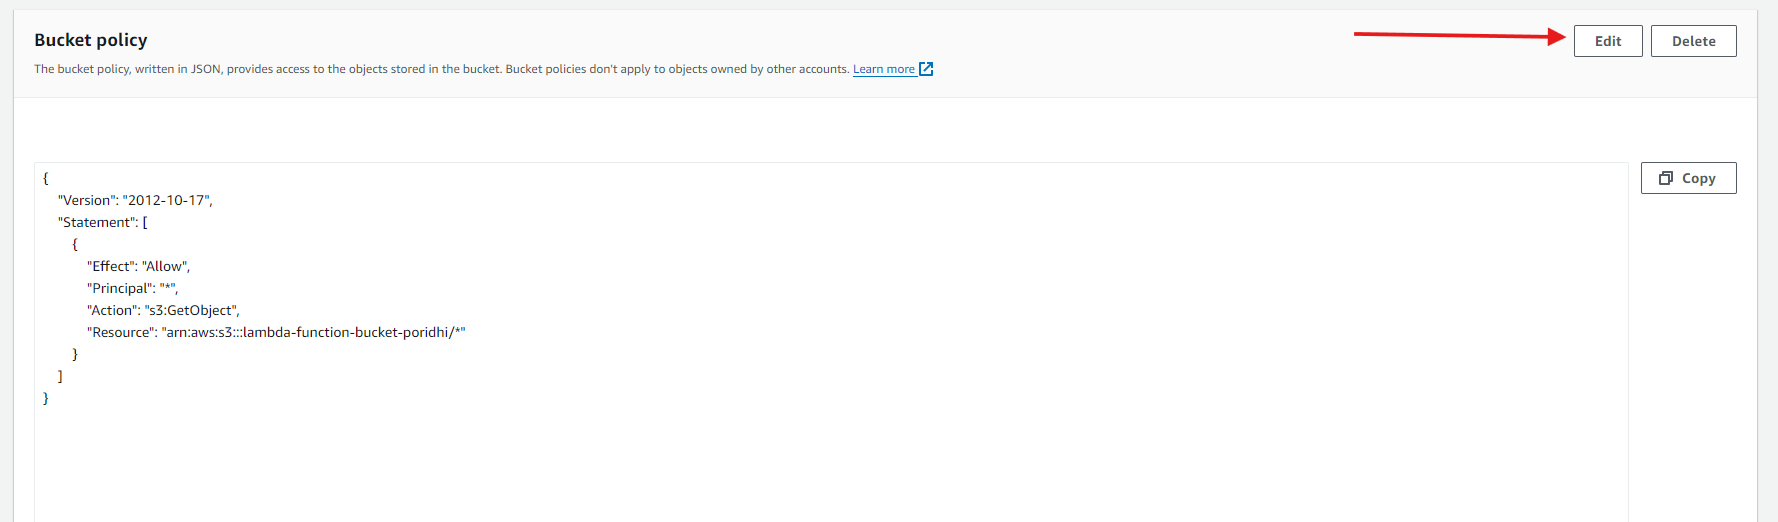 Bucket policy
Edit
Delete
The bucket policy, written in JSON, provides access to the objects stored in the bucket. Bucket policies don't apply to objects owned by other accounts. Learn more
Copy
{
"Version": "2012-10-17",
"Statement": [
{
"Effect": "Allow",
"Principal": "*",
"Action": "s3:GetObject",
"Resource": "arn:aws:s3:::lambda-function-bucket-poridhi/*"
}
]
}